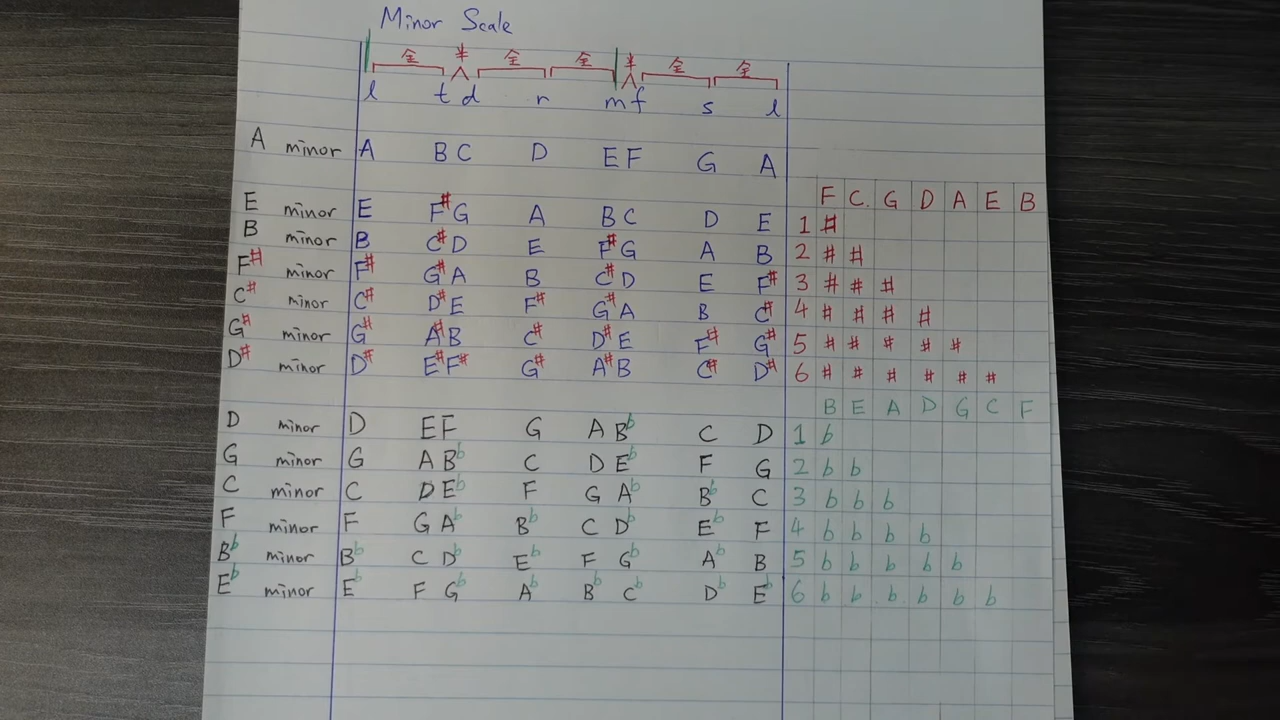 Minor Scale
全 半 全 全 半 全 全
l t d r m f s l
A minor A B C D E F G A
F C. G D A E B
E minor E F# G A B C D E 1 #
B minor B C# D E F# G A B 2 # #
F# minor F# G# A B C# D E F# 3 # # #
C# minor C# D# E F# G# A B C# 4 # # # #
G# minor G# A# B C# D# E F# G# 5 # # # # #
D# minor D# E# F# G# A# B C# D# 6 # # # # # #
B E A D G C F
D minor D E F G A Bb C D 1 b
G minor G A Bb C D Eb F G 2 b b
C minor C D Eb F G Ab Bb C 3 b b b
F minor F G Ab Bb C Db Eb F 4 b b b b
Bb minor Bb C Db Eb F Gb Ab B 5 b b b b b
Eb minor Eb F Gb Ab Bb Cb Db Eb 6 b b b b b b